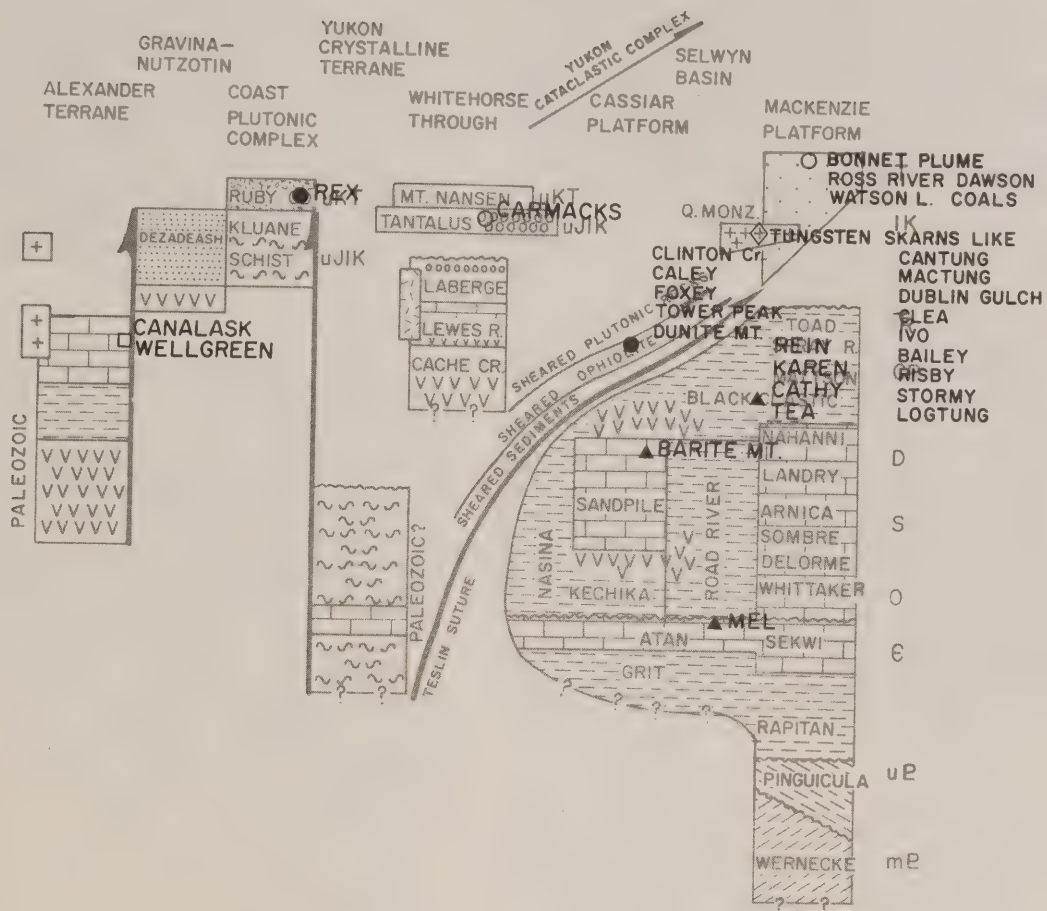 ALEXANDER
TERRANE
GRAVINA-
NUTZOTIN
COAST
PLUTONIC
COMPLEX
YUKON
CRYSTALLINE
TERRANE
WHITEHORSE
THROUGH
YUKON
CATACLASTIC COMPLEX
CASSIAR
PLATFORM
SELWYN
BASIN
MACKENZIE
PLATFORM
BONNET PLUME
ROSS RIVER DAWSON
WATSON L. COALS
RUBY
REX
uKT
MT. NANSEN uKT
TANTALUS
CARMACKS
uJIK
Q. MONZ.
IK
TUNGSTEN SKARNS LIKE
CANTUNG
MACTUNG
DUBLIN GULCH
CLEA
IVO
BAILEY
RISBY
STORMY
LOGTUNG
DEZADEASH
KLUANE
SCHIST
uJIK
LABERGE
LEWES R.
CACHE CR.
CLINTON Cr.
CALEY
FOXEY
TOWER PEAK
DUNITE MT.
CANALASK
WELLGREEN
SHEARED PLUTONIC
SHEARED OPHIOLITE
SHEARED SEDIMENTS
TESLIN SUTURE
TOAD
REIN
KAREN
CATHY
TEA
BLACK CLASTIC
PALEOZOIC
BARITE MT.
NAHANNI
D
LANDRY
SANDPILE
ARNICA
S
SOMBRE
DELORME
NASINA
ROAD RIVER
KECHIKA
WHITTAKER
O
PALEOZOIC?
MEL
ATAN
SEKWI
Є
GRIT
? ? ? ?
RAPITAN
PINGUICULA
uP
WERNECKE
mP
? ?
? ?
? ?